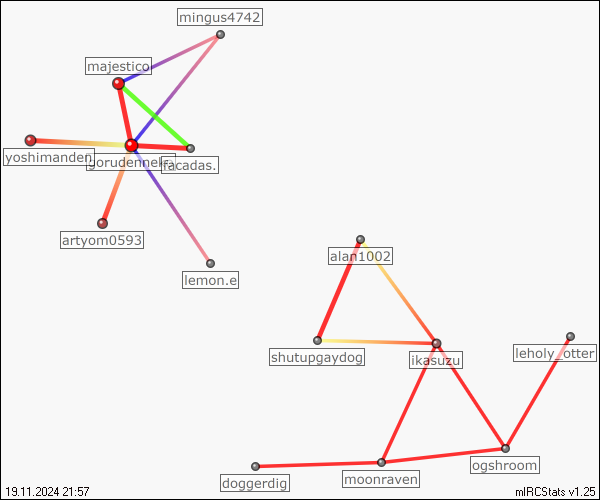 mingus4742
majestico
yoshimanden
facadas.
artyom0593
lemon.e
alan1002
shutupgaydog
ikasuzu
leholy_otter
ogshroom
moonraven
doggerdig
19.11.2024 21:57
mIRCStats v1.25